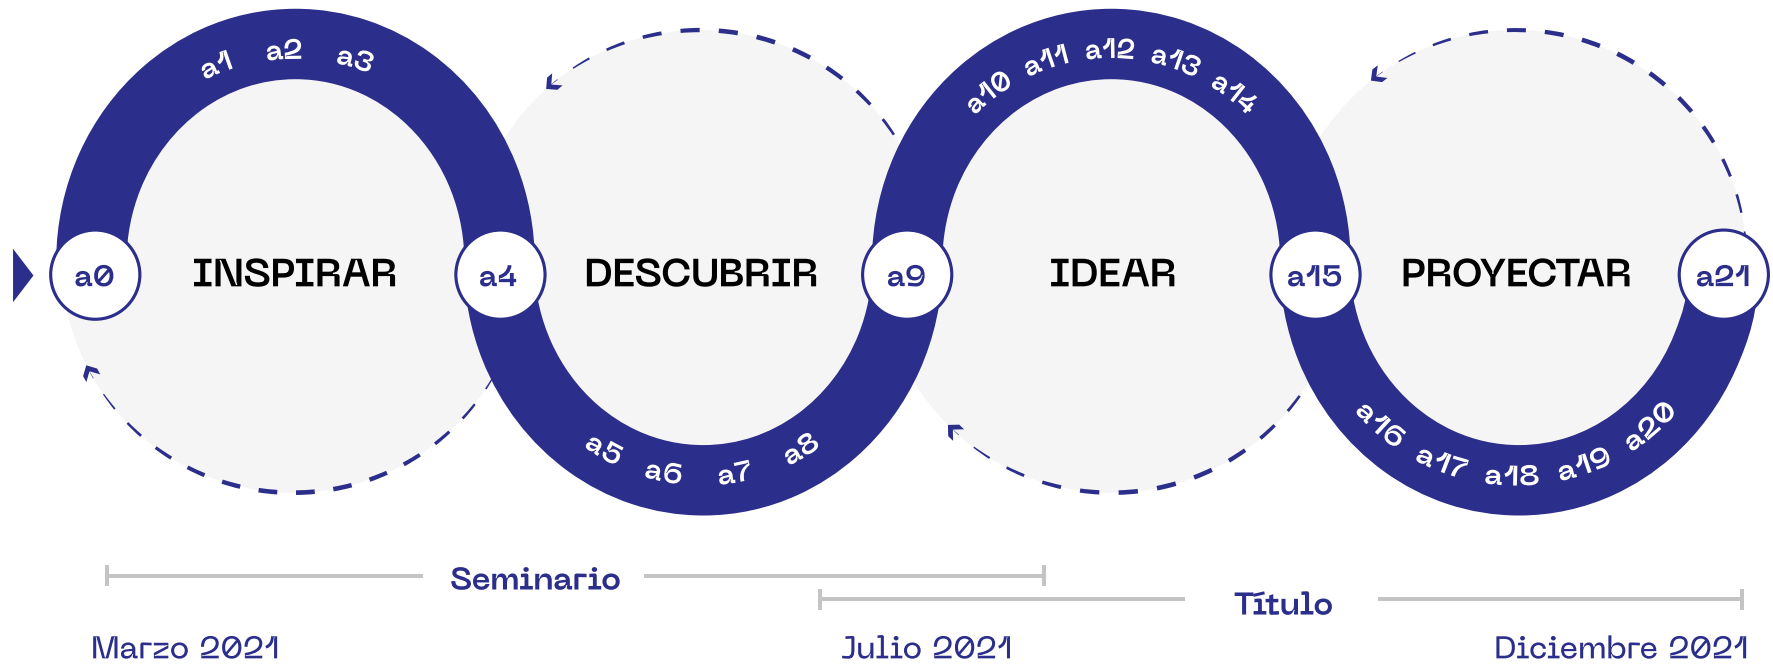 a1 a2 a3
a10 a11 a12 a13 a14
a0 INSPIRAR a4 DESCUBRIR a9 IDEAR a15 PROYECTAR a21
a5 a6 a7 a8
a16 a17 a18 a19 a20
Seminario
Título
Marzo 2021 Julio 2021 Diciembre 2021